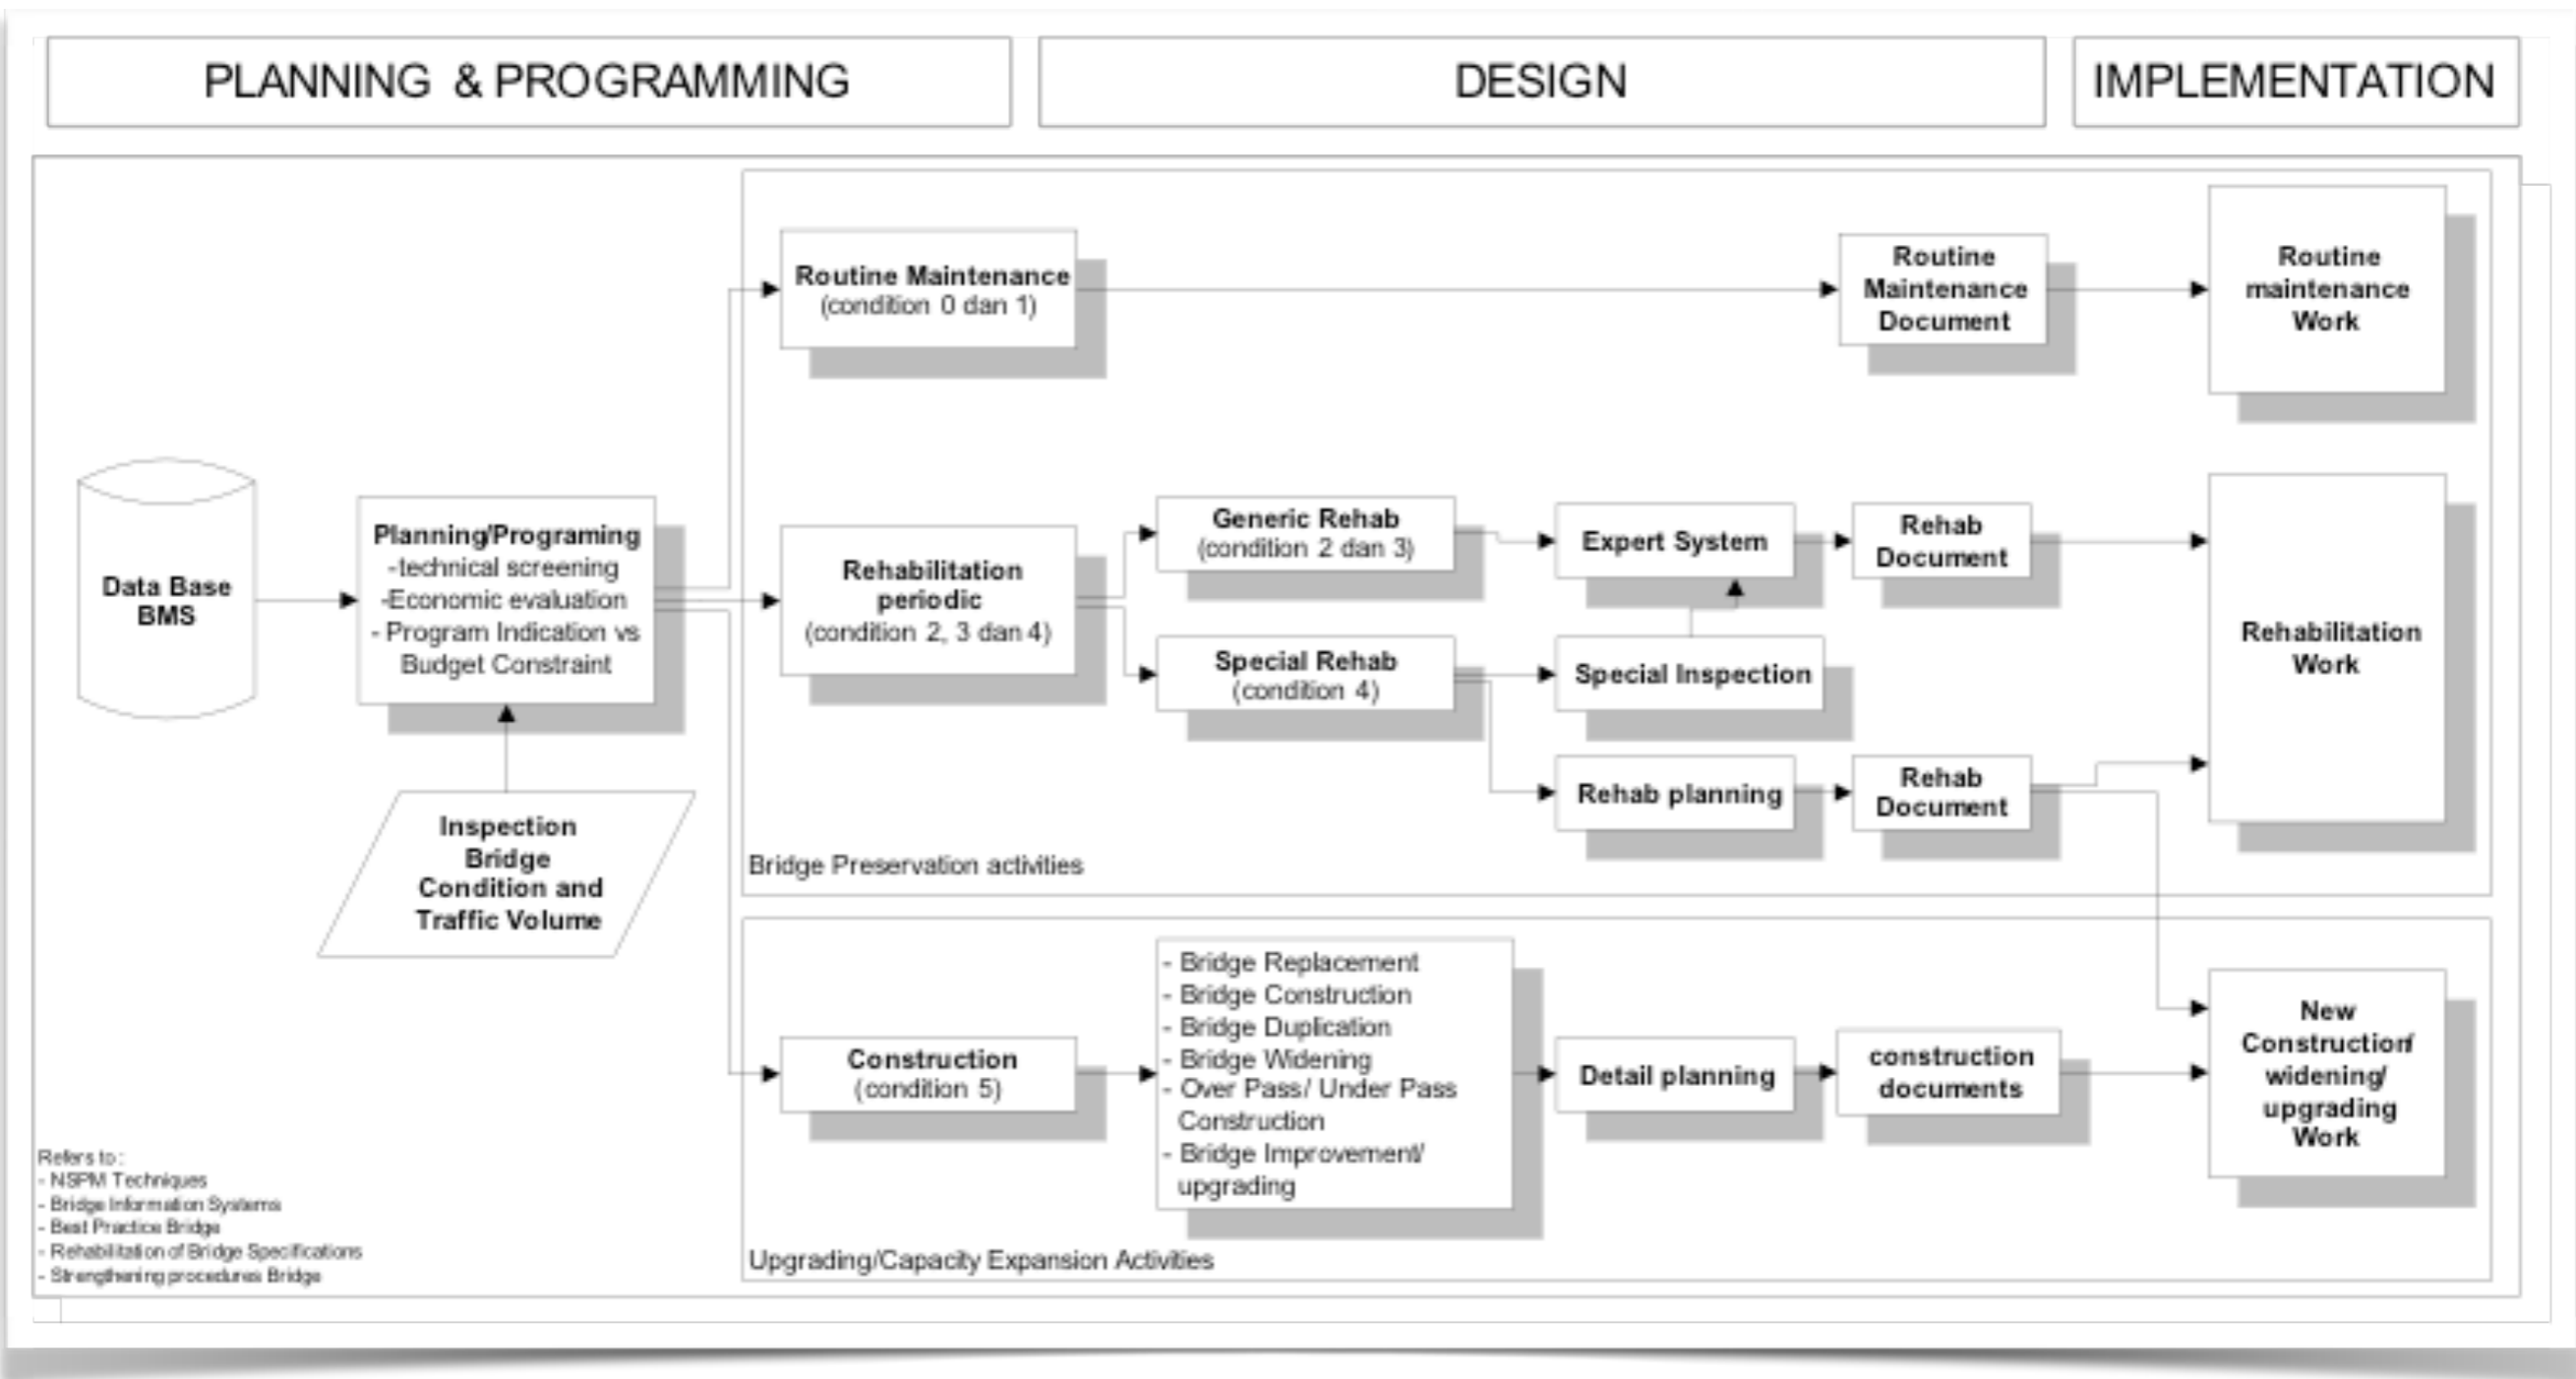 PLANNING & PROGRAMMING
DESIGN
IMPLEMENTATION
Routine Maintenance
(condition 0 dan 1)
Routine
Maintenance
Document
Routine
maintenance
Work
Data Base
BMS
Planning/Programing
-technical screening
-Economic evaluation
- Program Indication vs
Budget Constraint
Inspection
Bridge
Condition and
Traffic Volume
Rehabilitation
periodic
(condition 2, 3 dan 4)
Generic Rehab
(condition 2 dan 3)
Expert System
Rehab
Document
Special Rehab
(condition 4)
Special Inspection
Rehab planning
Rehab
Document
Rehabilitation
Work
Bridge Preservation activities
Construction
(condition 5)
- Bridge Replacement
- Bridge Construction
- Bridge Duplication
- Bridge Widening
- Over Pass/ Under Pass
Construction
- Bridge Improvement/
upgrading
Detail planning
construction
documents
New
Construction/
widening/
upgrading
Work
Upgrading/Capacity Expansion Activities
Refers to :
- NSPM Techniques
- Bridge Information Systems
- Best Practice Bridge
- Rehabilitation of Bridge Specifications
- Strengthening procedures Bridge